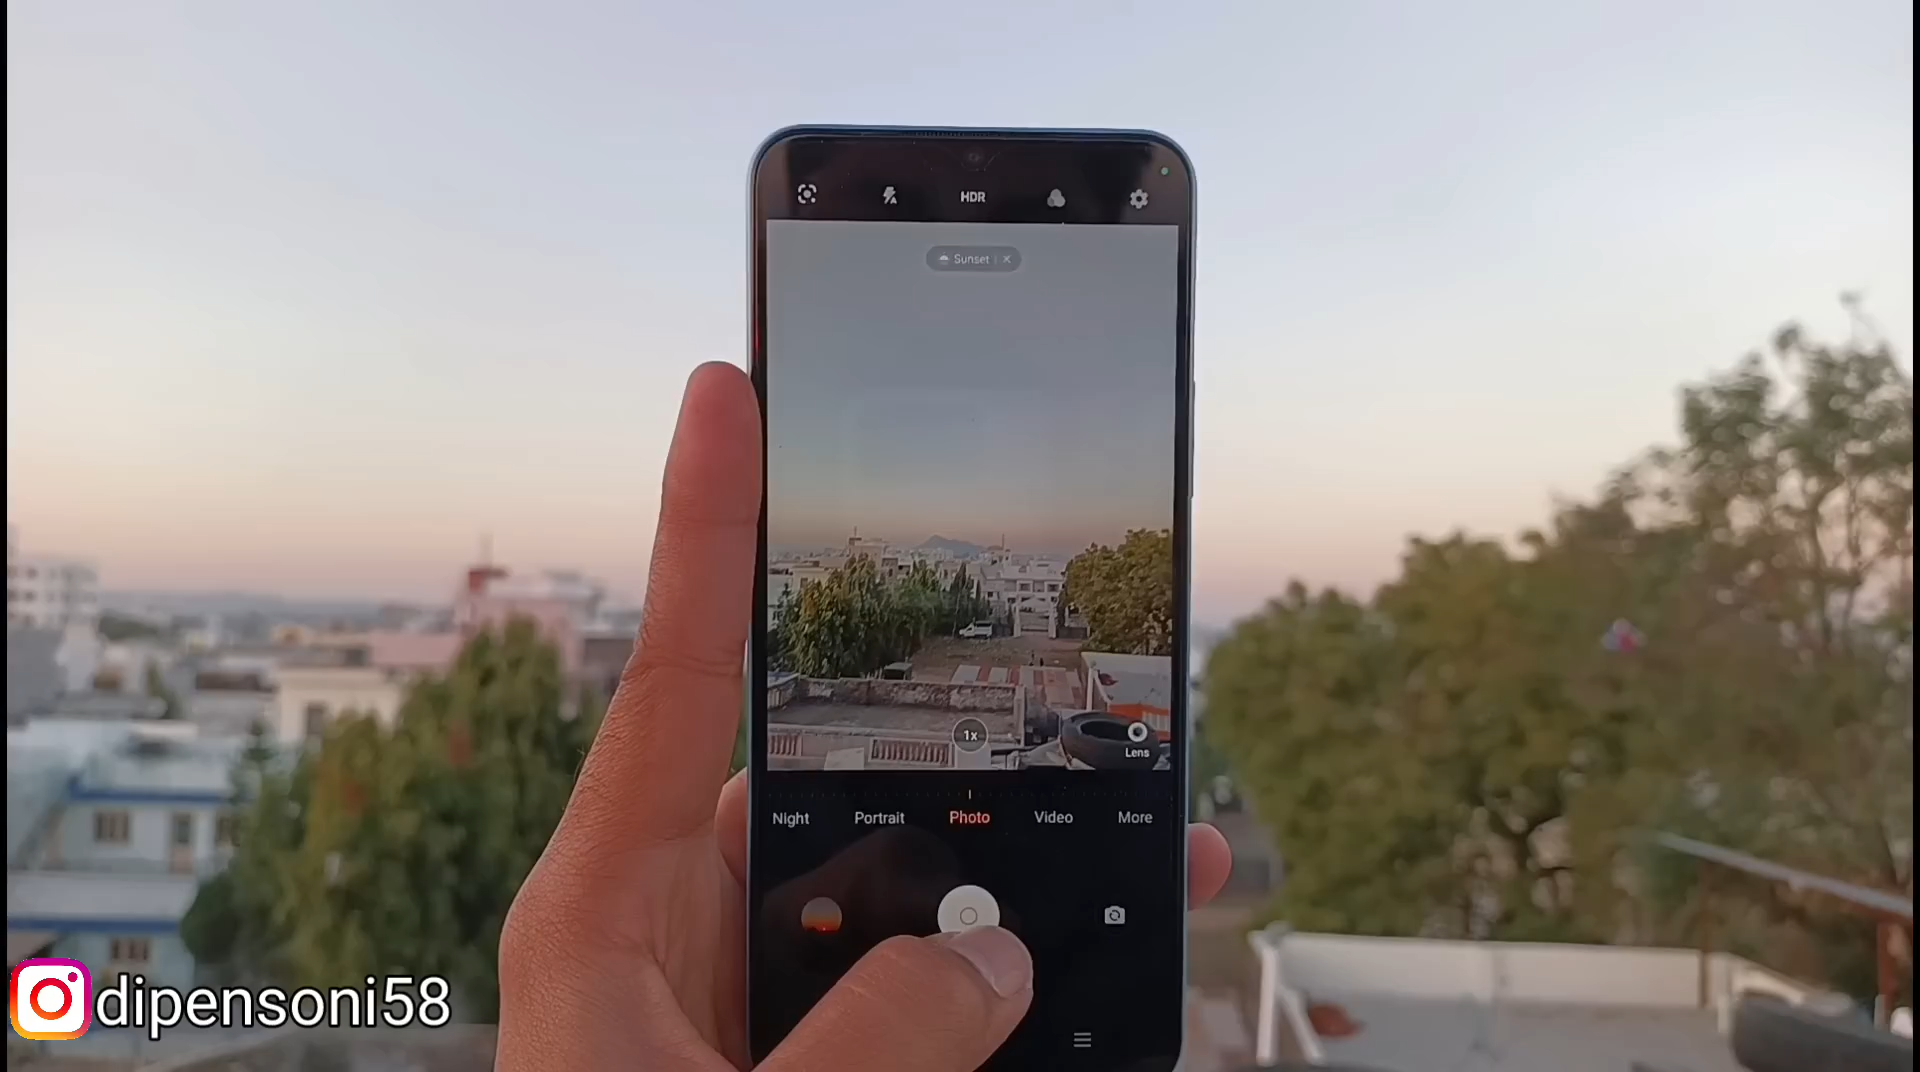 HDR
Sunset
1x
Lens
Night Portrait Photo Video More
dipensoni58